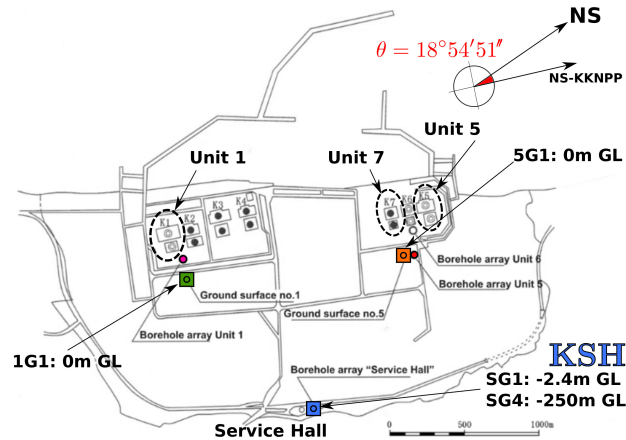 NS
θ = 18°54′51″
NS-KKNPP
Unit 5
Unit 1
Unit 7
5G1: 0m GL
K1
K2
K3
K4
K7
K6
K5
Borehole array Unit 6
Borehole array Unit 5
Ground surface no.1
Ground surface no.5
Borehole array Unit 1
1G1: 0m GL
KSH
Borehole array “Service Hall”
SG1: -2.4m GL
SG4: -250m GL
Service Hall
0 500 1000m